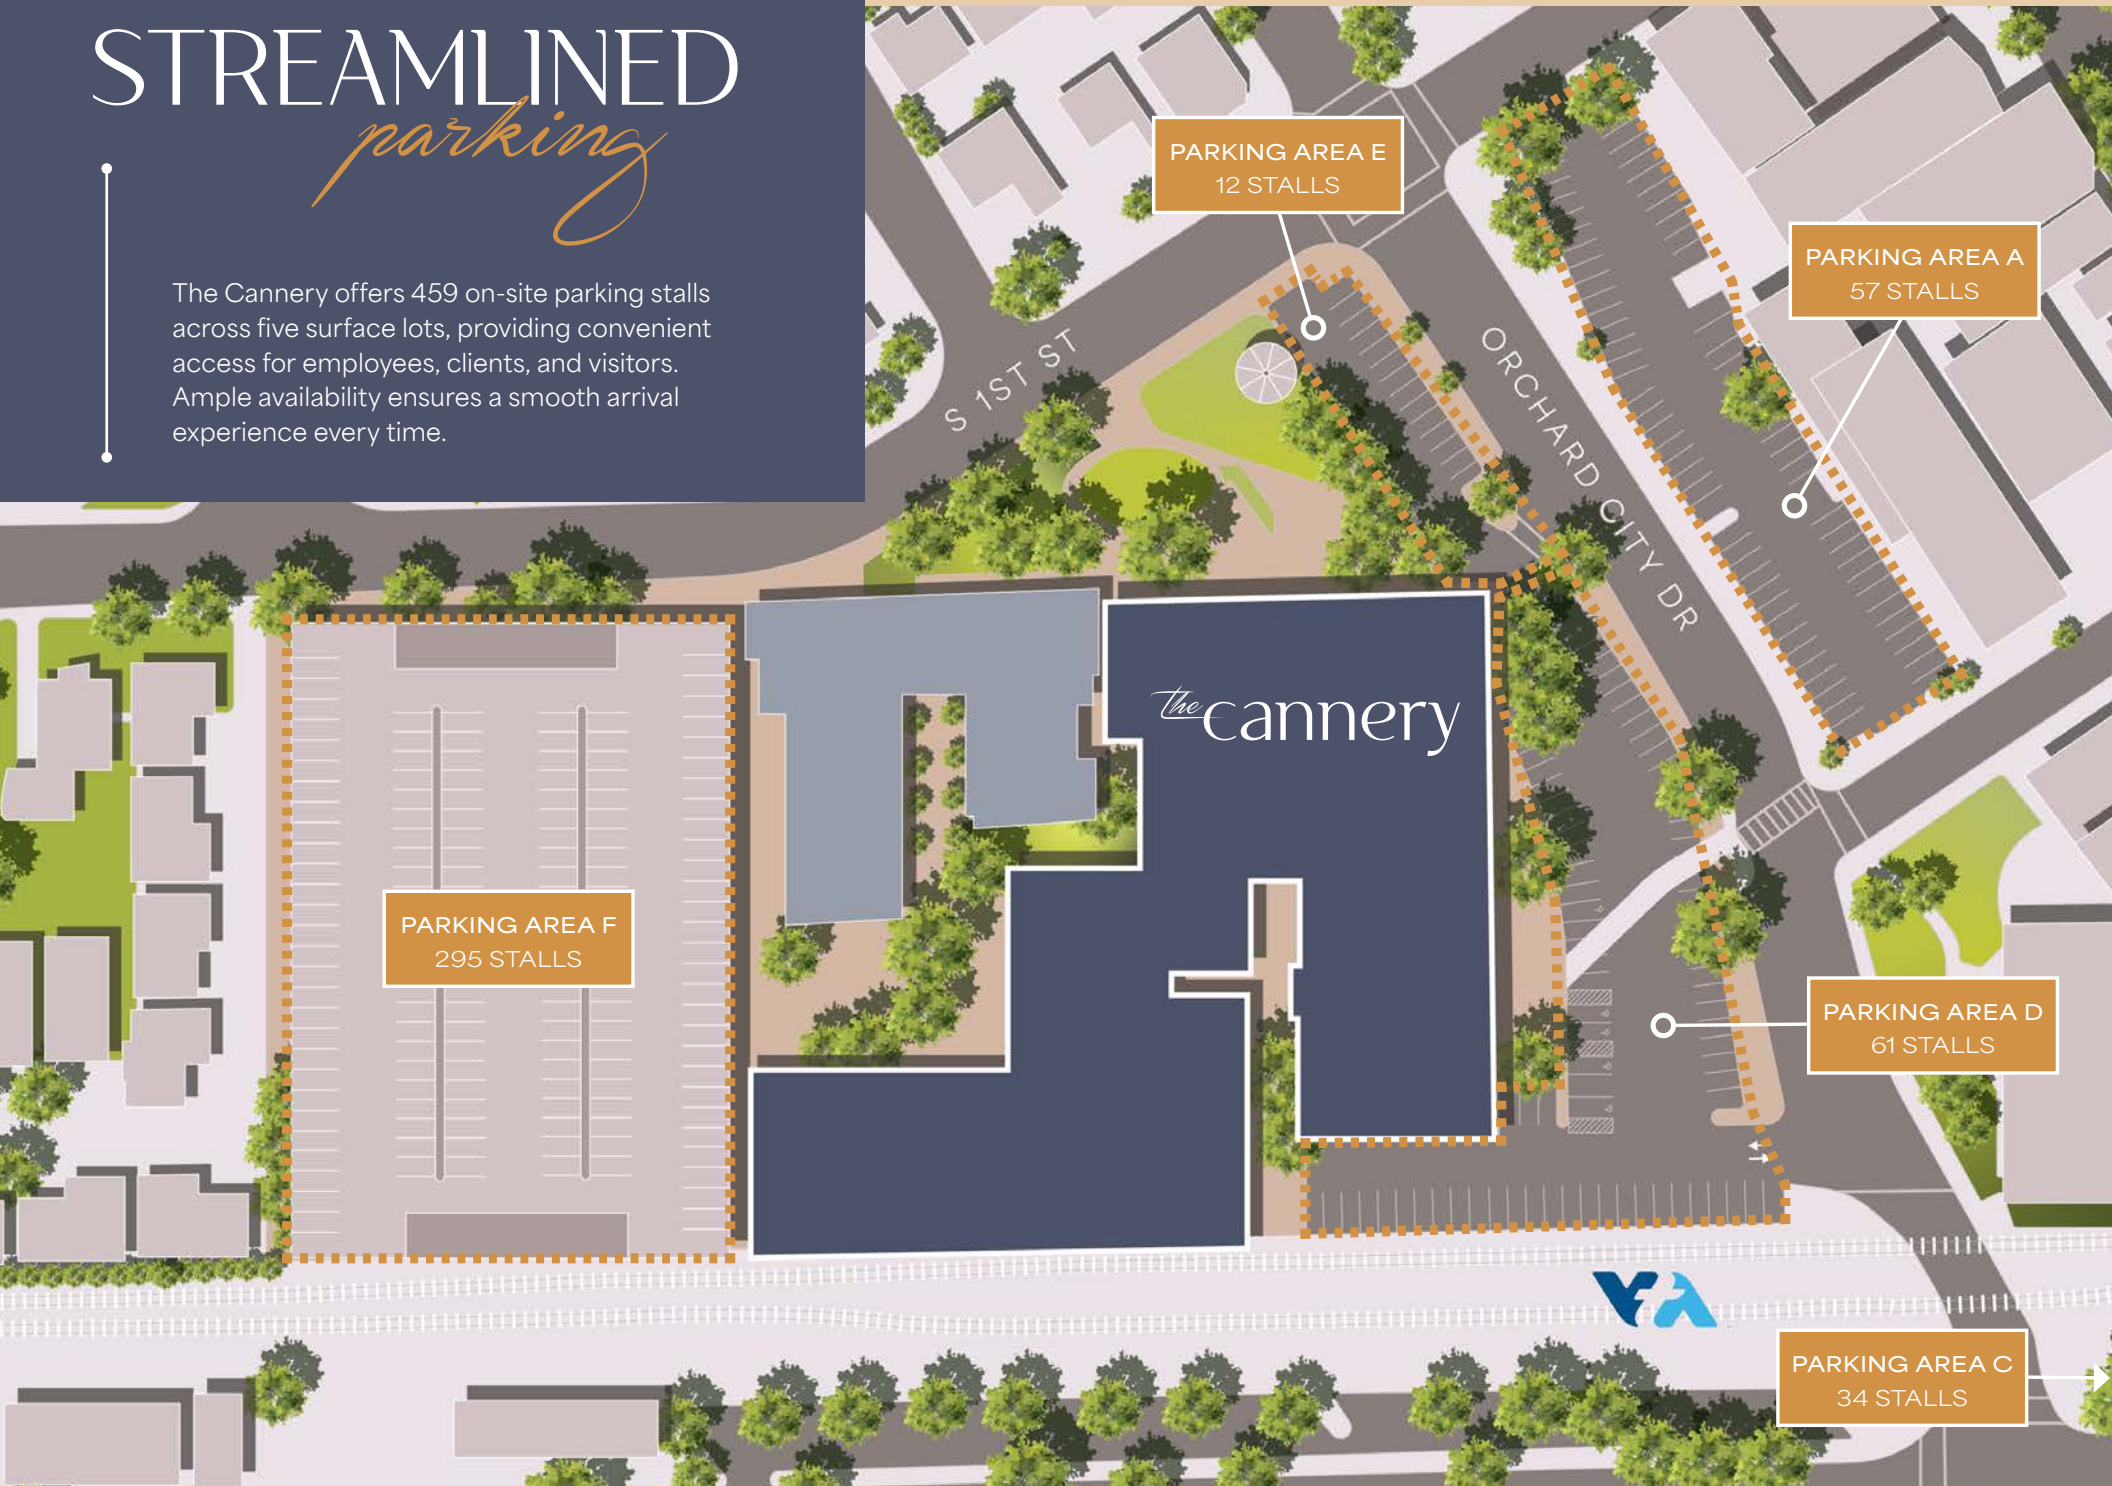 STREAMLINED
parking
The Cannery offers 459 on-site parking stalls
across five surface lots, providing convenient
access for employees, clients, and visitors.
Ample availability ensures a smooth arrival
experience every time.
PARKING AREA E
12 STALLS
PARKING AREA A
57 STALLS
S 1ST ST
ORCHARD CITY DR
the cannery
PARKING AREA F
295 STALLS
PARKING AREA D
61 STALLS
VTA
PARKING AREA C
34 STALLS